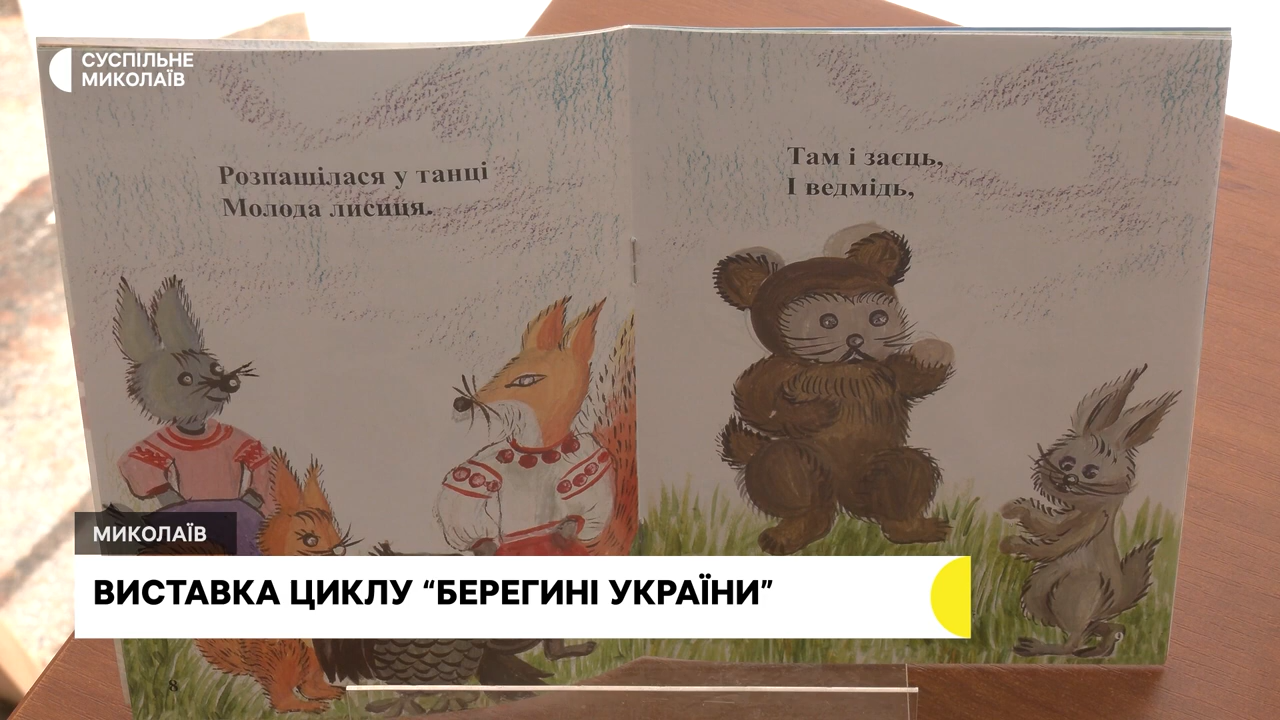 СУСПІЛЬНЕ
МИКОЛАЇВ
Розпашілася у танці
Молода лисиця.
Там і заєць,
І ведмідь,
МИКОЛАЇВ
ВИСТАВКА ЦИКЛУ “БЕРЕГИНІ УКРАЇНИ”
8